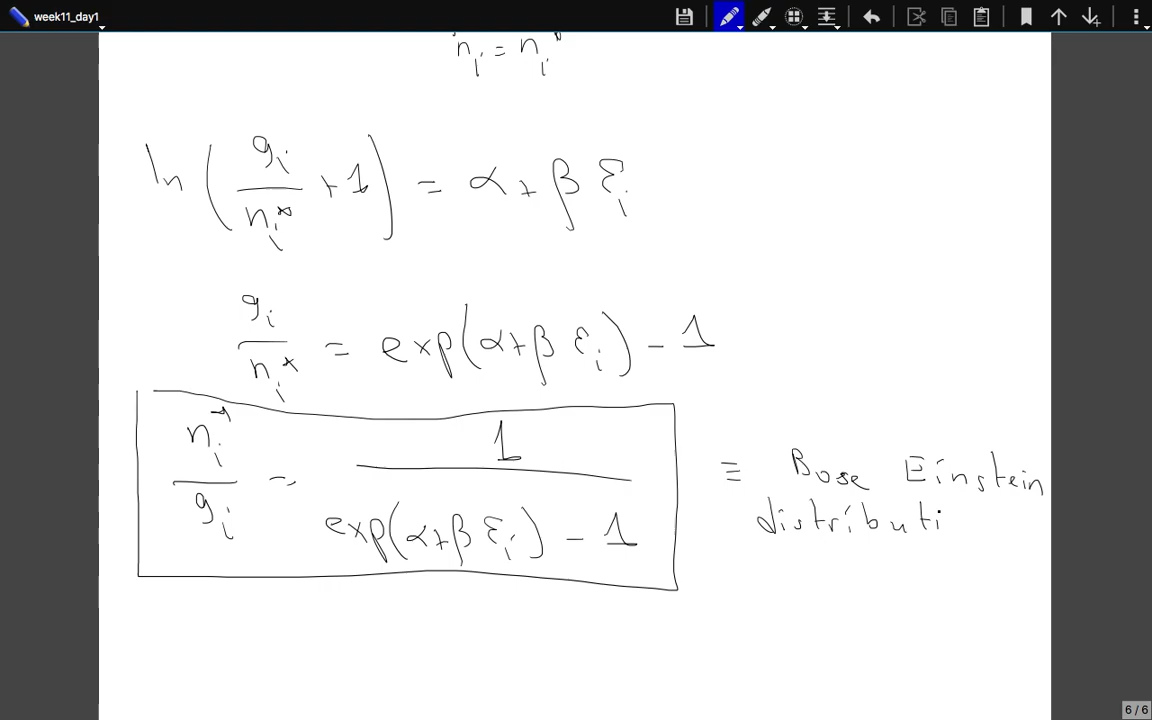 week11_day1
n_i = n_i^*
ln(g_i/n_i^* + 1) = α + β ε_i
g_i/n_i^* = exp(α + β ε_i) - 1
n_i^*/g_i = 1/(exp(α + β ε_i) - 1) ≡ Bose Einstein
distributi
6 / 6